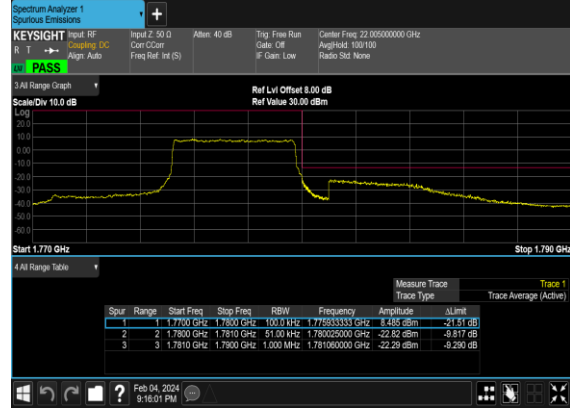 Spectrum Analyzer 1
Spurious Emissions
KEYSIGHT Input: RF Input Z: 50 Ω Atten: 40 dB Trig: Free Run Center Freq: 22.005000000 GHz
R T Coupling: DC Corr CCorr Gate: Off Avg|Hold: 100/100
Align: Auto Freq Ref: Int (S) IF Gain: Low Radio Std: None
PASS
3 All Range Graph
Ref Lvl Offset 8.00 dB
Scale/Div 10.0 dB Ref Value 30.00 dBm
Log
20.0
10.0
0.00
-10.0
-20.0
-30.0
-40.0
-50.0
-60.0
Start 1.770 GHz Stop 1.790 GHz
4 All Range Table
Measure Trace Trace 1
Trace Type Trace Average (Active)
Spur Range Start Freq Stop Freq RBW Frequency Amplitude ΔLimit
1 1 1.7700 GHz 1.7800 GHz 100.0 kHz 1.775933333 GHz 8.485 dBm -21.51 dB
2 2 1.7800 GHz 1.7810 GHz 51.00 kHz 1.780025000 GHz -22.82 dBm -9.817 dB
3 3 1.7810 GHz 1.7900 GHz 1.000 MHz 1.781060000 GHz -22.29 dBm -9.290 dB
Feb 04, 2024
9:16:01 PM